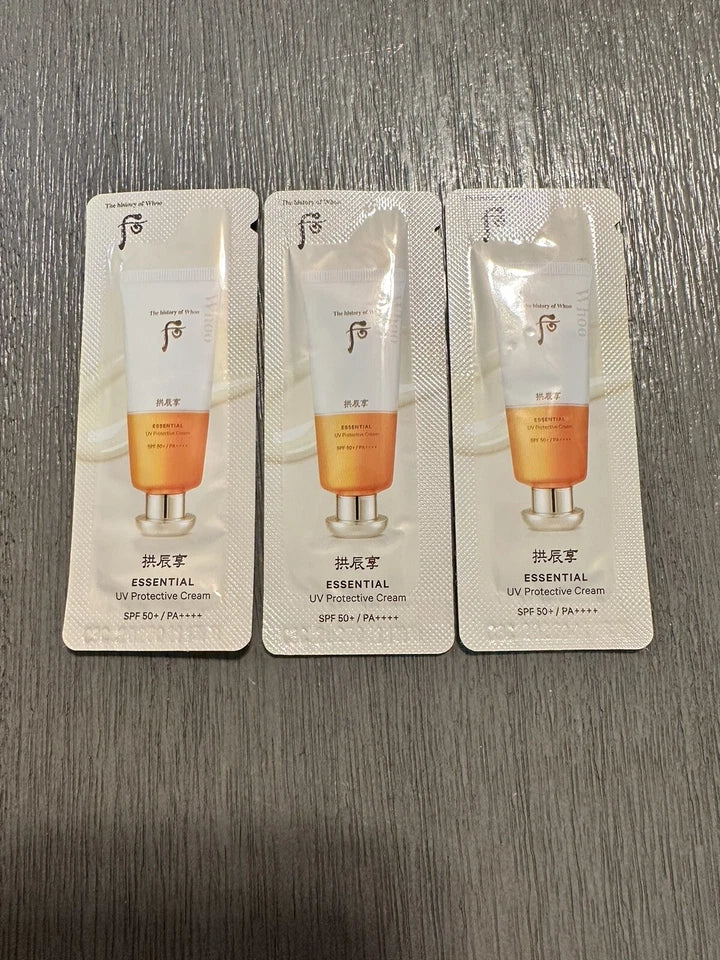 The history of Whoo
Whoo
The history of Whoo
后
拱辰享
ESSENTIAL
UV Protective Cream
SPF 50+ / PA++++
拱辰享
ESSENTIAL
UV Protective Cream
SPF 50+ / PA++++
The history of Whoo
The history of Whoo
后
拱辰享
ESSENTIAL
UV Protective Cream
SPF 50+ / PA++++
拱辰享
ESSENTIAL
UV Protective Cream
SPF 50+ / PA++++
Whoo
The history of Whoo
后
拱辰享
ESSENTIAL
UV Protective Cream
SPF 50+ / PA++++
拱辰享
ESSENTIAL
UV Protective Cream
SPF 50+ / PA++++